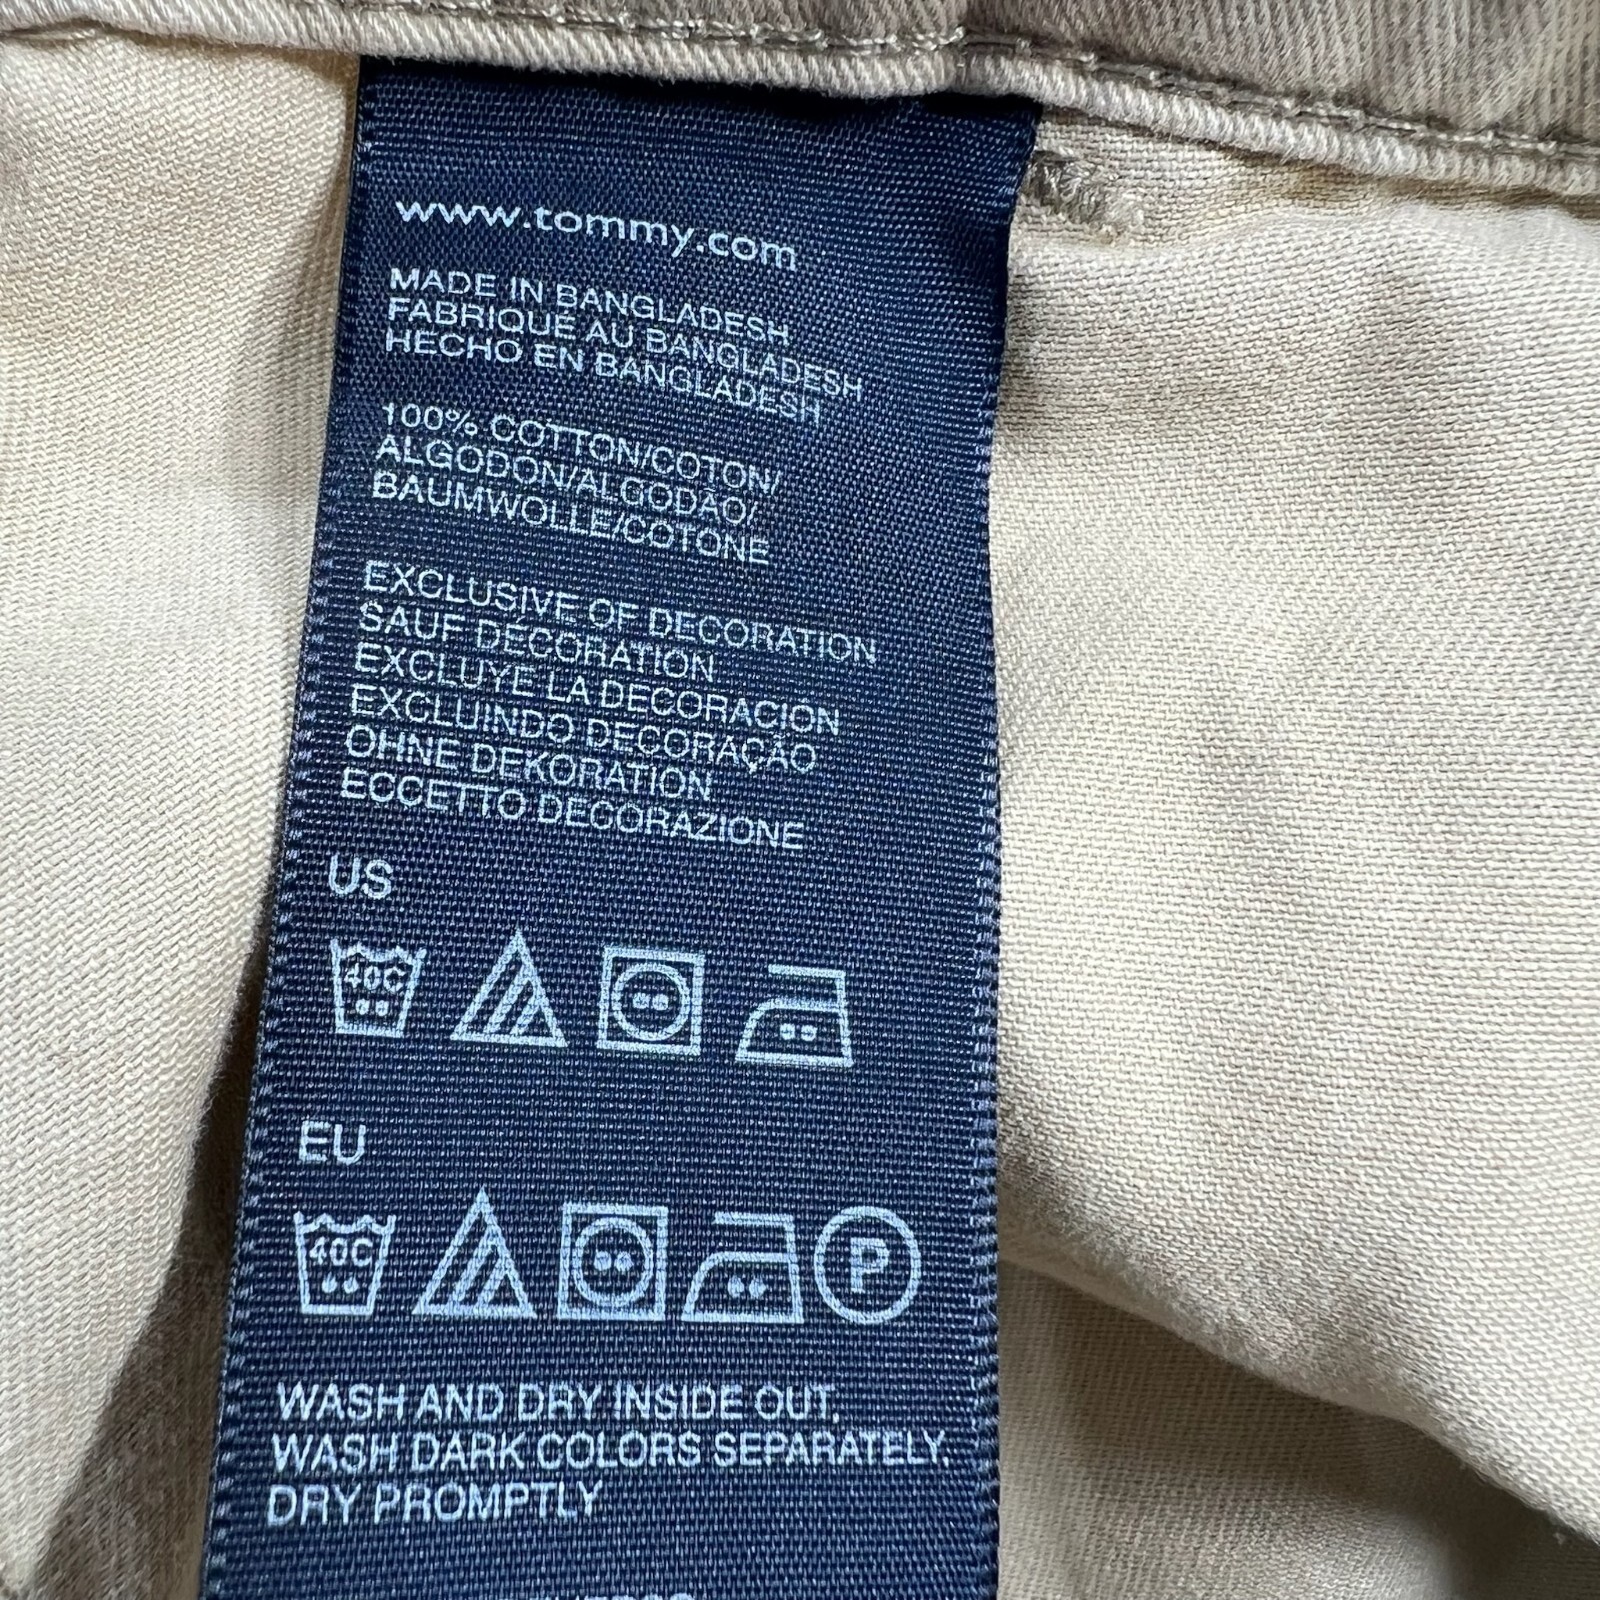 www.tommy.com
MADE IN BANGLADESH
FABRIQUÉ AU BANGLADESH
HECHO EN BANGLADESH
100% COTTON/COTON/
ALGODON/ALGODÃO/
BAUMWOLLE/COTONE
EXCLUSIVE OF DECORATION
SAUF DÉCORATION
EXCLUYE LA DECORACION
EXCLUINDO DECORAÇÃO
OHNE DEKORATION
ECCETTO DECORAZIONE
US
40C
EU
40C P
WASH AND DRY INSIDE OUT.
WASH DARK COLORS SEPARATELY.
DRY PROMPTLY